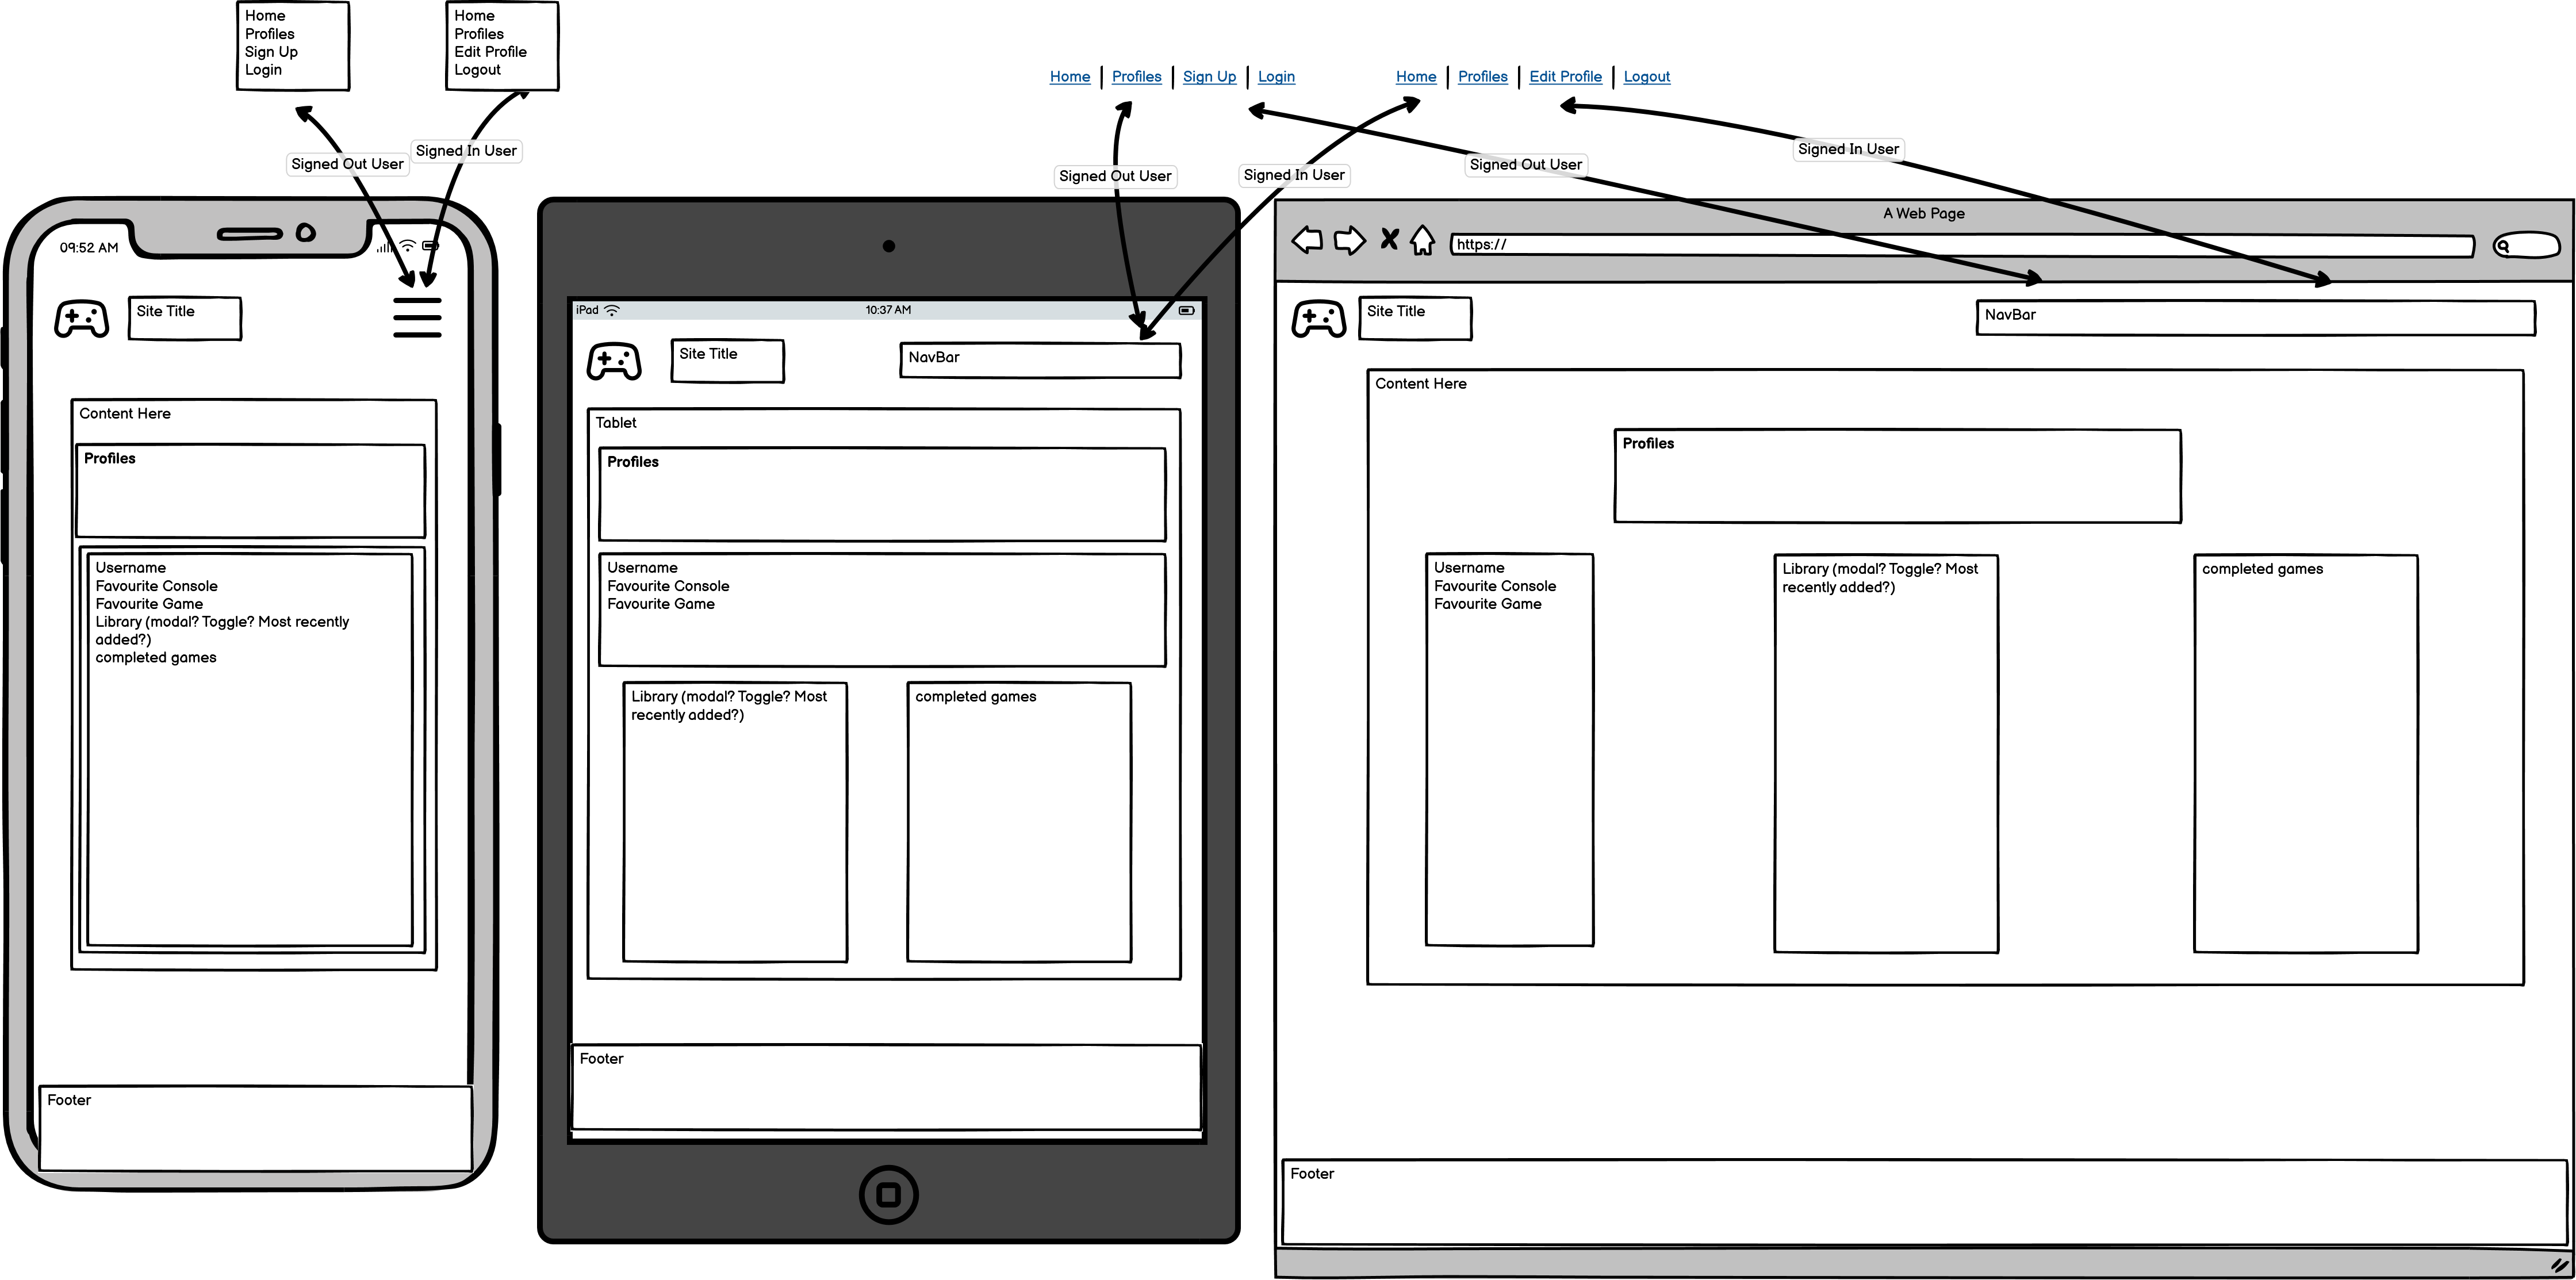 Home
Profiles
Sign Up
Login
Home
Profiles
Edit Profile
Logout
Home Profiles Sign Up Login
Home Profiles Edit Profile Logout
Signed Out User
Signed In User
Signed Out User
Signed In User
Signed Out User
Signed In User
09:52 AM
Site Title
Content Here
Profiles
Username
Favourite Console
Favourite Game
Library (modal? Toggle? Most recently
added?)
completed games
Footer
iPad
10:37 AM
Site Title
NavBar
Tablet
Profiles
Username
Favourite Console
Favourite Game
Library (modal? Toggle? Most
recently added?)
completed games
Footer
A Web Page
https://
Site Title
NavBar
Content Here
Profiles
Username
Favourite Console
Favourite Game
Library (modal? Toggle? Most
recently added?)
completed games
Footer